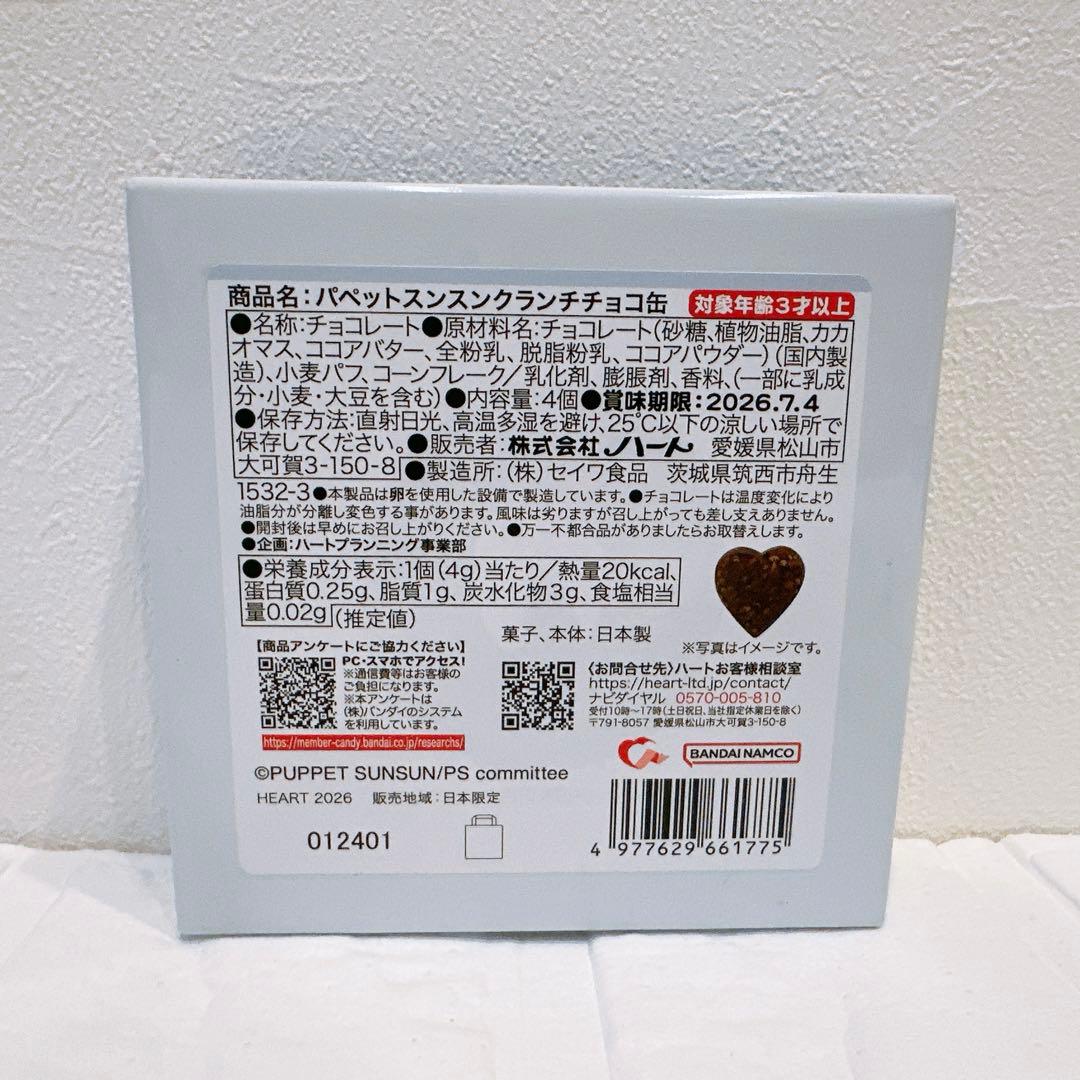 商品名:パペットスンスンクランチチョコ缶 対象年齢3才以上
●名称:チョコレート●原材料名:チョコレート(砂糖、植物油脂、カカ
オマス、ココアバター、全粉乳、脱脂粉乳、ココアパウダー)(国内製
造)、小麦パフ、コーンフレーク/乳化剤、膨脹剤、香料、(一部に乳成
分・小麦・大豆を含む)●内容量:4個●賞味期限:2026.7.4
●保存方法:直射日光、高温多湿を避け、25℃以下の涼しい場所で
保存してください。●販売者:株式会社ハート 愛媛県松山市
大可賀3-150-8 ●製造所:(株)セイワ食品 茨城県筑西市舟生
1532-3●本製品は卵を使用した設備で製造しています。●チョコレートは温度変化により
油脂分が分離し変色する事があります。風味は劣りますが召し上がっても差し支えありません。
●開封後は早めにお召し上がりください。●万一不都合品がありましたらお取替えします。
●企画:ハートプランニング事業部
●栄養成分表示:1個(4g)当たり/熱量20kcal、
蛋白質0.25g、脂質1g、炭水化物3g、食塩相当
量0.02g(推定値)
菓子、本体:日本製
※写真はイメージです。
【商品アンケートにご協力ください】
PC・スマホでアクセス!
※通信費等はお客様の
ご負担になります。
※本アンケートは
(株)バンダイのシステム
を利用しています。
https://member-candy.bandai.co.jp/researchs/
〈お問合せ先〉ハートお客様相談室
https://heart-ltd.jp/contact/
ナビダイヤル 0570-005-810
受付10時~17時(土日祝日、当社指定休業日を除く)
〒791-8057 愛媛県松山市大可賀3-150-8
BANDAI NAMCO
©PUPPET SUNSUN/PS committee
HEART 2026 販売地域:日本限定
012401
4 977629 661775